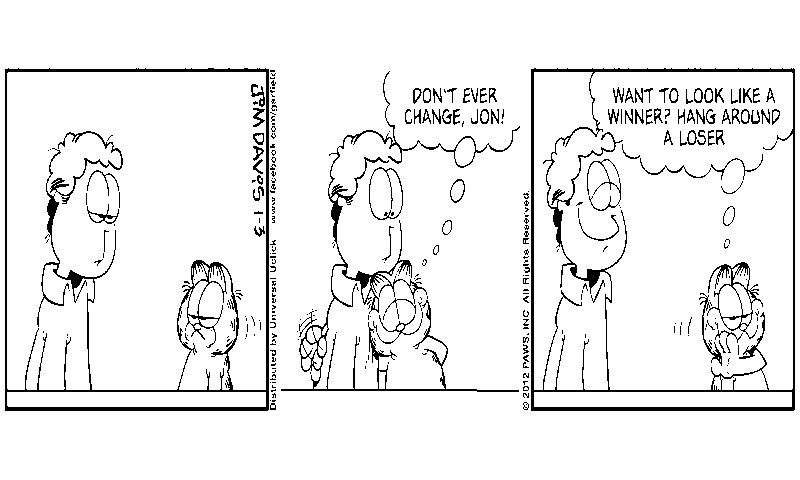 JIM DAVIS 1-3
Distributed by Universal Uclick www.facebook.com/garfield
DON'T EVER
CHANGE, JON!
© 2012 PAWS, INC. All Rights Reserved.
WANT TO LOOK LIKE A
WINNER? HANG AROUND
A LOSER